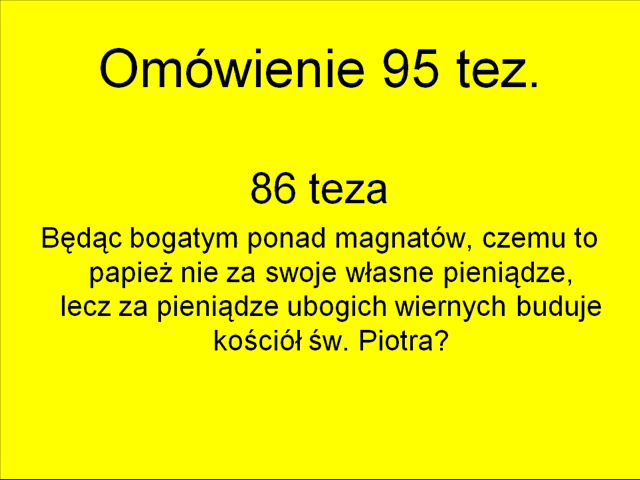 Omówienie 95 tez.
86 teza
Będąc bogatym ponad magnatów, czemu to
papież nie za swoje własne pieniądze,
lecz za pieniądze ubogich wiernych buduje
kościół św. Piotra?